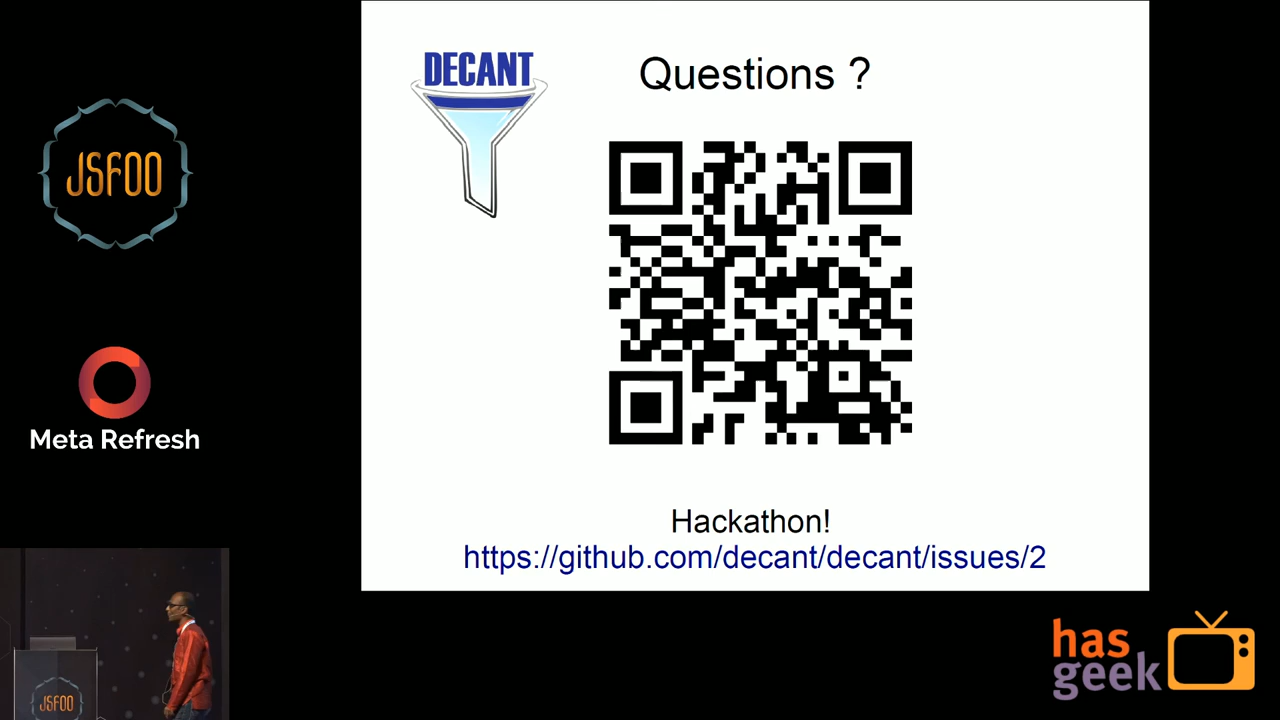 DECANT
Questions ?
JSFOO
Meta Refresh
Hackathon!
https://github.com/decant/decant/issues/2
JSFOO
has
geek